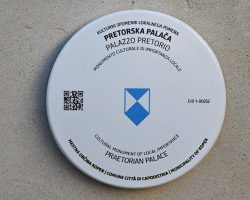 KULTURNI SPOMENIK LOKALNEGA POMENA
PRETORSKA PALAČA
PALAZZO PRETORIO
MONUMENTO CULTURALE DI IMPORTANZA LOCALE
CULTURAL MONUMENT OF LOCAL IMPORTANCE
PRAETORIAN PALACE
MESTNA OBČINA KOPER | COMUNE CITTÀ DI CAPODISTRIA | MUNICIPALITY OF KOPER